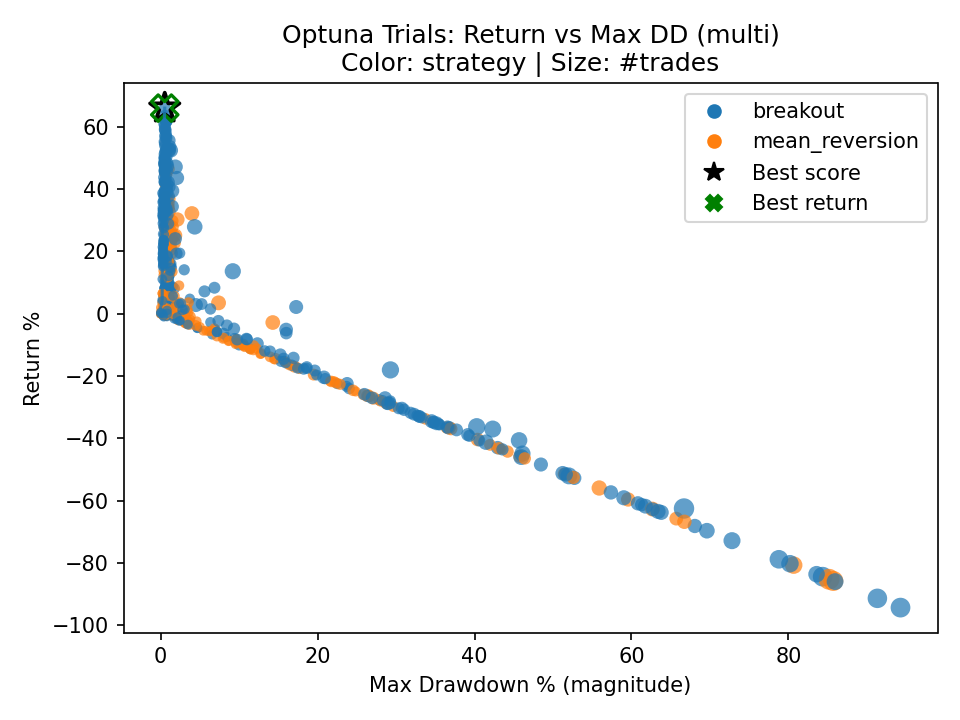 Optuna Trials: Return vs Max DD (multi)
Color: strategy | Size: #trades
breakout
mean_reversion
Best score
Best return
Return %
60
40
20
0
−20
−40
−60
−80
−100
0
20
40
60
80
Max Drawdown % (magnitude)